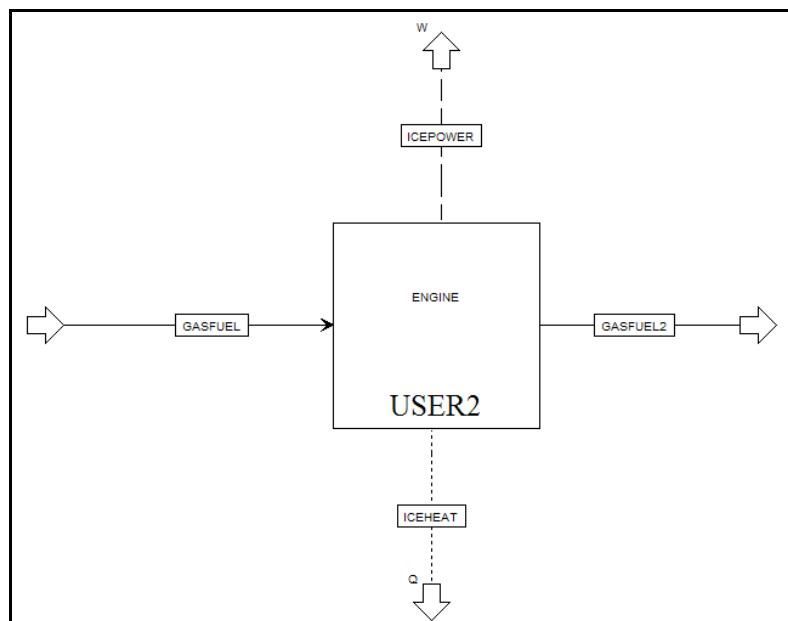 W
ICEPOWER
ENGINE
GASFUEL
GASFUEL2
USER2
ICEHEAT
Q